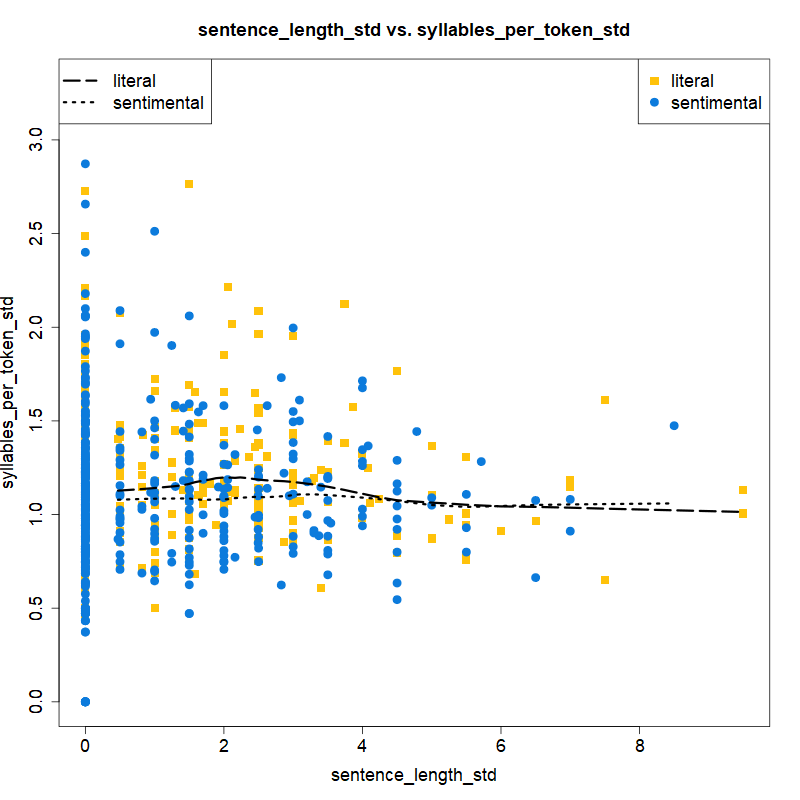 sentence_length_std vs. syllables_per_token_std
literal
sentimental
literal
sentimental
syllables_per_token_std
3.0
2.5
2.0
1.5
1.0
0.5
0.0
0 2 4 6 8
sentence_length_std